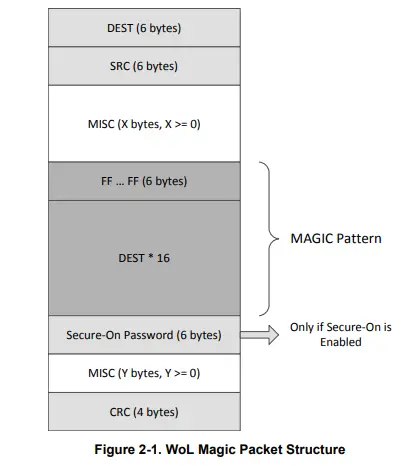 DEST (6 bytes)
SRC (6 bytes)
MISC (X bytes, X >= 0)
FF ... FF (6 bytes)
MAGIC Pattern
DEST * 16
Secure-On Password (6 bytes)
Only if Secure-On is
Enabled
MISC (Y bytes, Y >= 0)
CRC (4 bytes)
Figure 2-1. WoL Magic Packet Structure